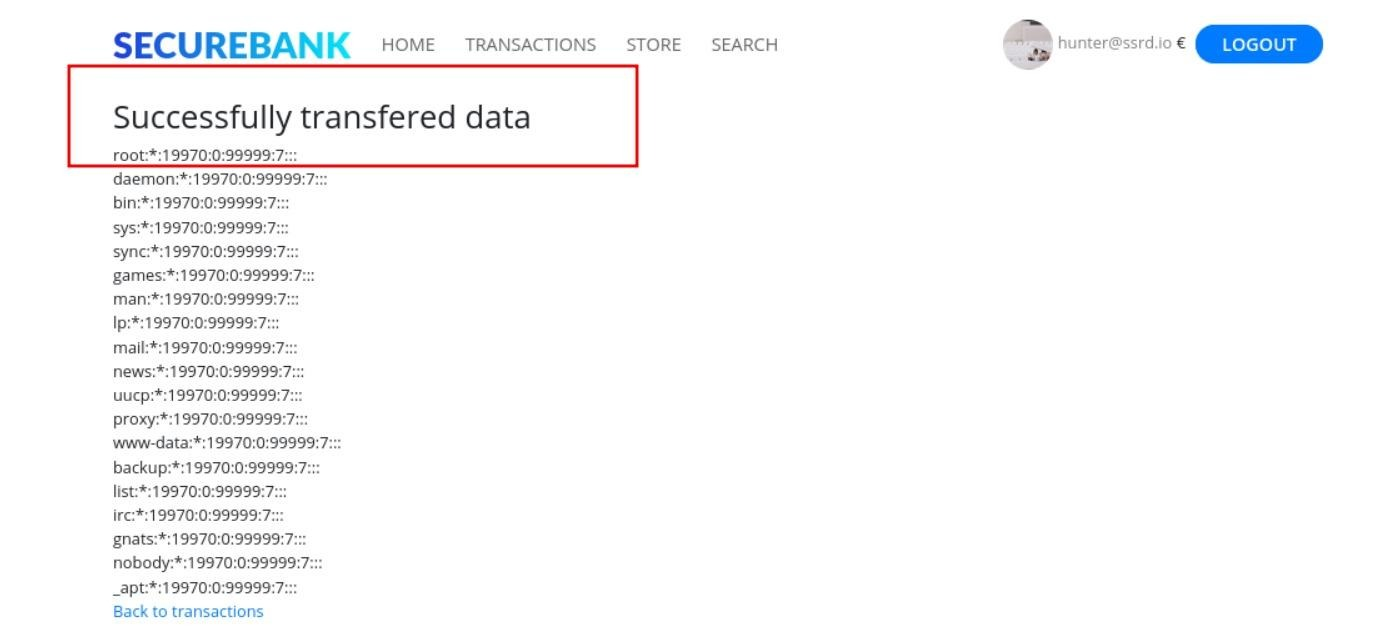 SECUREBANK HOME TRANSACTIONS STORE SEARCH hunter@ssrd.io € LOGOUT
Successfully transfered data
root:*:19970:0:99999:7:::
daemon:*:19970:0:99999:7:::
bin:*:19970:0:99999:7:::
sys:*:19970:0:99999:7:::
sync:*:19970:0:99999:7:::
games:*:19970:0:99999:7:::
man:*:19970:0:99999:7:::
lp:*:19970:0:99999:7:::
mail:*:19970:0:99999:7:::
news:*:19970:0:99999:7:::
uucp:*:19970:0:99999:7:::
proxy:*:19970:0:99999:7:::
www-data:*:19970:0:99999:7:::
backup:*:19970:0:99999:7:::
list:*:19970:0:99999:7:::
irc:*:19970:0:99999:7:::
gnats:*:19970:0:99999:7:::
nobody:*:19970:0:99999:7:::
_apt:*:19970:0:99999:7:::
Back to transactions